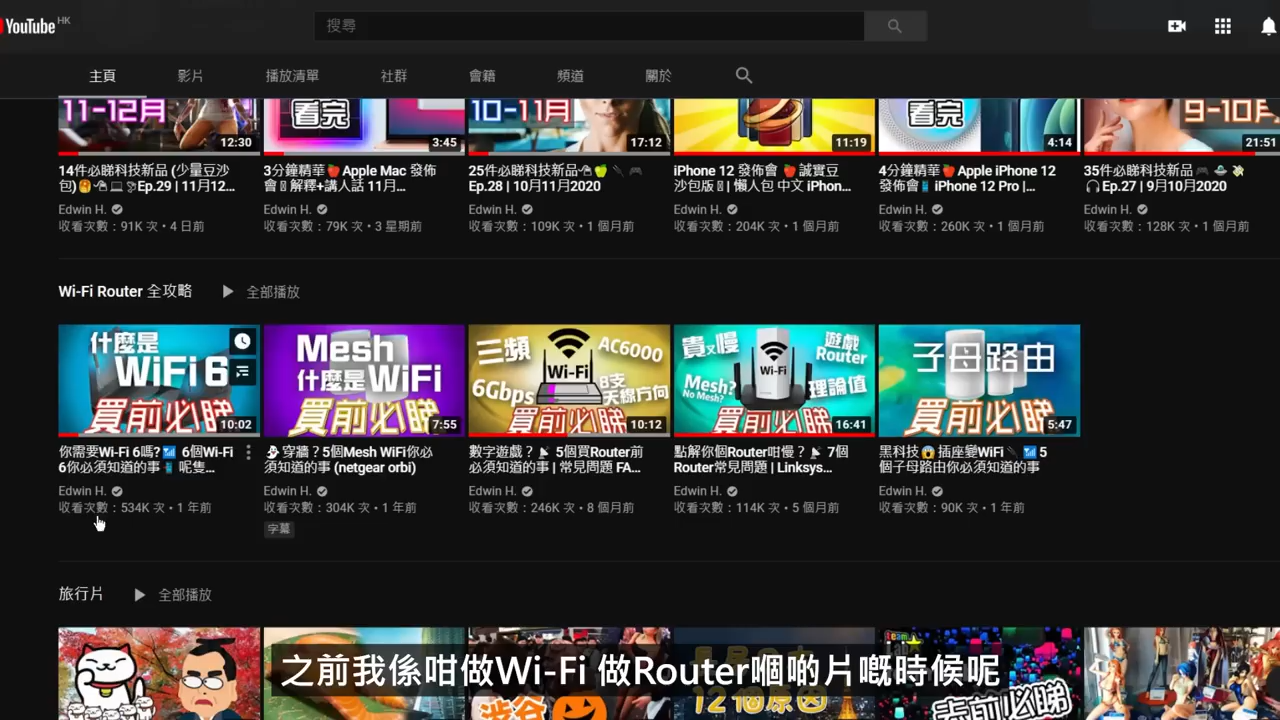 YouTube HK
搜尋
主頁 影片 播放清單 社群 會籍 頻道 關於
11-12月
12:30
看完
3:45
10-11月
17:12
11:19
看完
4:14
9-10月
21:51
14件必睇科技新品 (少量豆沙
包)🥮🖱💻🕊Ep.29 | 11月12...
Edwin H.
收看次數：91K 次・4 日前
3分鐘精華🍎Apple Mac 發佈
會 解釋+講人話 11月...
Edwin H.
收看次數：79K 次・3 星期前
25件必睇科技新品🖱🍏🎮
Ep.28 | 10月11月2020
Edwin H.
收看次數：109K 次・1 個月前
iPhone 12 發佈會 🍎 誠實豆
沙包版 | 懶人包 中文 iPhon...
Edwin H.
收看次數：204K 次・1 個月前
4分鐘精華🍎Apple iPhone 12
發佈會📱 iPhone 12 Pro |...
Edwin H.
收看次數：260K 次・1 個月前
35件必睇科技新品🎮🛸💸
🎧Ep.27 | 9月10月2020
Edwin H.
收看次數：128K 次・1 個月前
Wi-Fi Router 全攻略 全部播放
什麼是
WiFi 6
買前必睇
10:02
Mesh
什麼是WiFi
買前必睇
7:55
三頻
AC6000
Wi-Fi
6Gbps
8支
天線方向
買前必睇
10:12
貴又慢
遊戲
Router
Wi-Fi
Mesh?
No Mesh?
理論值
買前必睇
16:41
子母路由
買前必睇
5:47
你需要Wi-Fi 6嗎?📶 6個Wi-Fi
6你必須知道的事📱 呢隻...
Edwin H.
收看次數：534K 次・1 年前
👻穿牆？5個Mesh WiFi你必
須知道的事 (netgear orbi)
Edwin H.
收看次數：304K 次・1 年前
字幕
數字遊戲？📡 5個買Router前
必須知道的事 | 常見問題 FA...
Edwin H.
收看次數：246K 次・8 個月前
點解你個Router咁慢？📡 7個
Router常見問題 | Linksys...
Edwin H.
收看次數：114K 次・5 個月前
黑科技😱插座變WiFi🔌📶5
個子母路由你必須知道的事
Edwin H.
收看次數：90K 次・1 年前
旅行片 全部播放
澀谷
12個原因
team
去前必睇
之前我係咁做Wi-Fi 做Router嗰啲片嘅時候呢